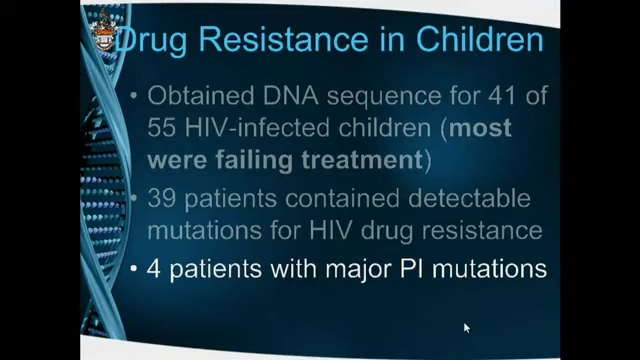 Drug Resistance in Children
• Obtained DNA sequence for 41 of
55 HIV-infected children (most
were failing treatment)
• 39 patients contained detectable
mutations for HIV drug resistance
• 4 patients with major PI mutations